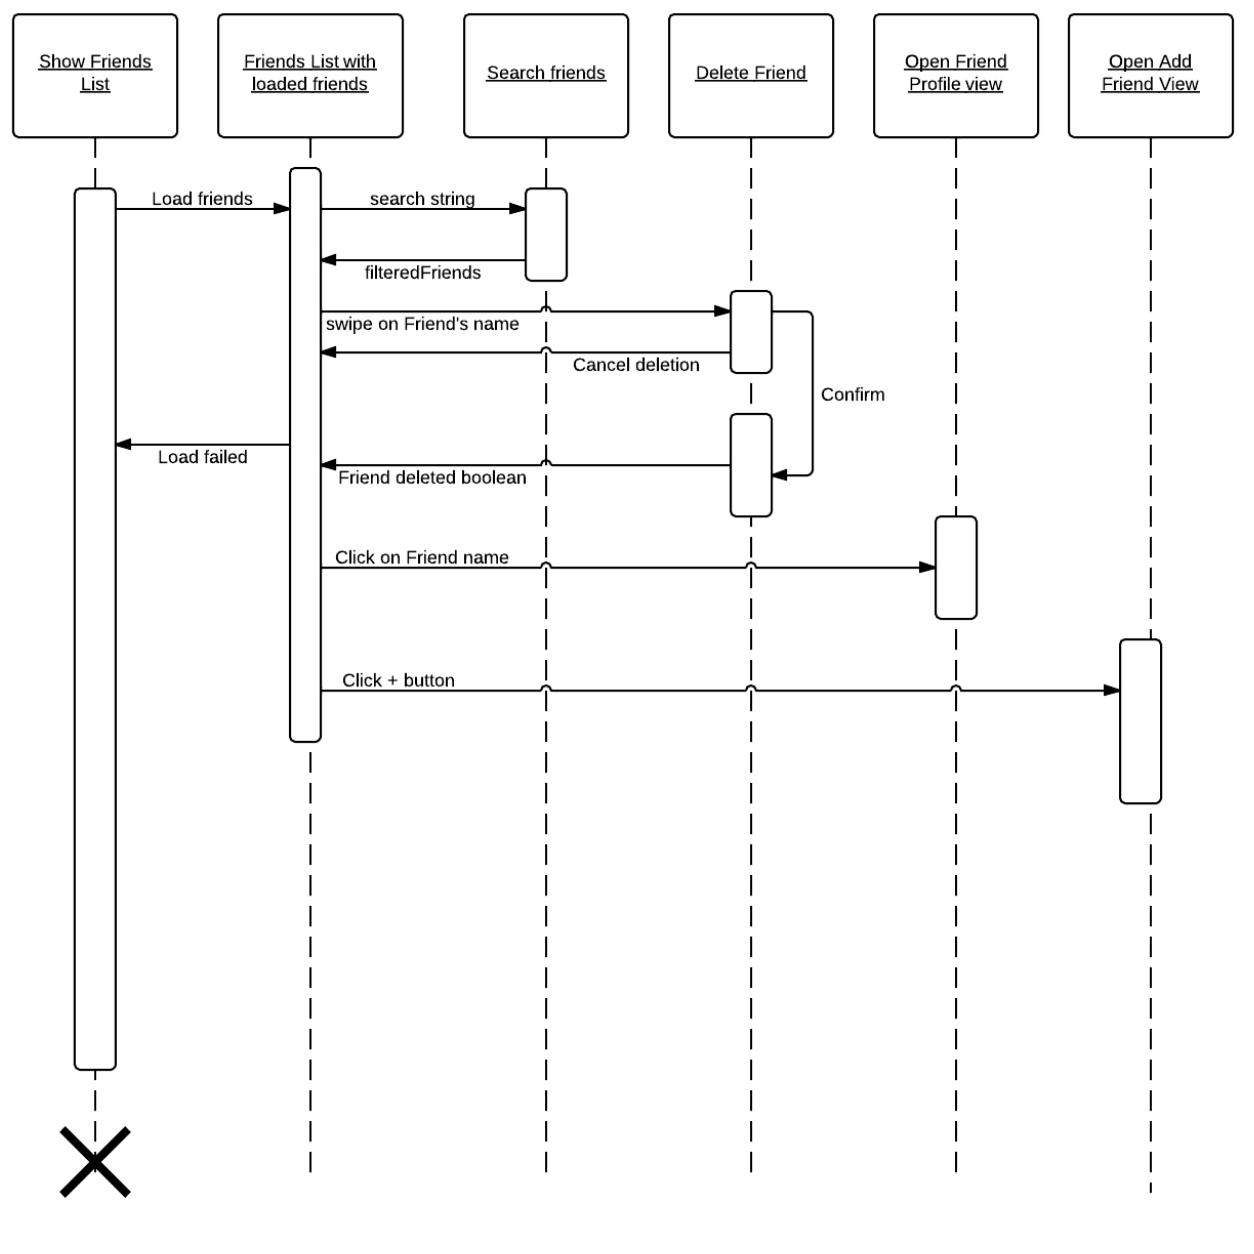 Show Friends
List
Friends List with
loaded friends
Search friends
Delete Friend
Open Friend
Profile view
Open Add
Friend View
Load friends
search string
filteredFriends
swipe on Friend's name
Cancel deletion
Confirm
Load failed
Friend deleted boolean
Click on Friend name
Click + button